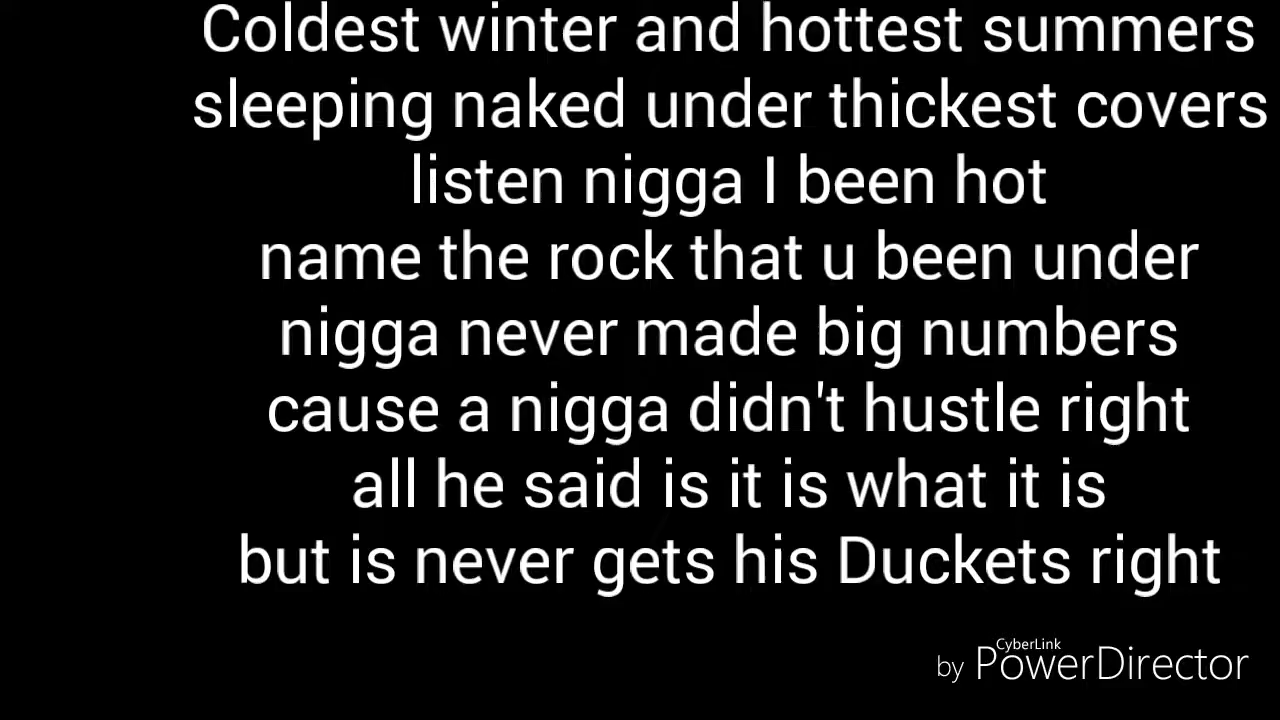 Coldest winter and hottest summers
sleeping naked under thickest covers
listen nigga I been hot
name the rock that u been under
nigga never made big numbers
cause a nigga didn't hustle right
all he said is it is what it is
but is never gets his Duckets right
CyberLink
by PowerDirector